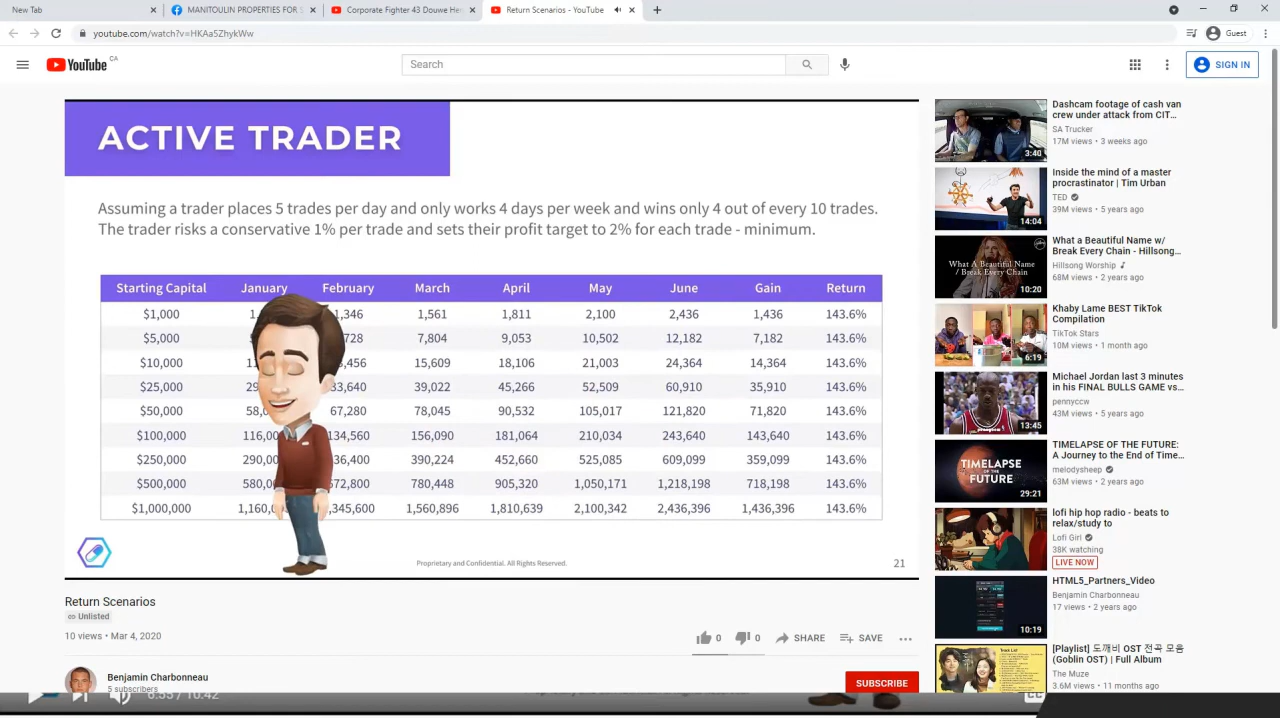 New Tab
MANITOULIN PROPERTIES FOR S
Corporate Fighter 43 Douwe Her
Return Scenarios - YouTube
youtube.com/watch?v=HKAa5ZhykWw
Guest
YouTube CA
Search
SIGN IN
ACTIVE TRADER
Assuming a trader places 5 trades per day and only works 4 days per week and wins only 4 out of every 10 trades.
The trader risks a conservative 1% per trade and sets their profit target to 2% for each trade - minimum.
Starting Capital January February March April May June Gain Return
$1,000 1,561 1,811 2,100 2,436 1,436 143.6%
$5,000 7,804 9,053 10,502 12,182 7,182 143.6%
$10,000 15,609 18,106 21,003 24,364 14,364 143.6%
$25,000 39,022 45,266 52,509 60,910 35,910 143.6%
$50,000 67,280 78,045 90,532 105,017 121,820 71,820 143.6%
$100,000 156,090 181,064 210,034 243,640 143,640 143.6%
$250,000 390,224 452,660 525,085 609,099 359,099 143.6%
$500,000 780,448 905,320 1,050,171 1,218,198 718,198 143.6%
$1,000,000 1,560,896 1,810,639 2,100,342 2,436,396 1,436,396 143.6%
Proprietary and Confidential. All Rights Reserved.
21
Return Scenarios
Unlisted
10 views • Mar 4, 2020
0
0
SHARE
SAVE
Benjamin Charbonneau
5 subscribers
SUBSCRIBE
3:40
Dashcam footage of cash van
crew under attack from CIT...
SA Trucker
17M views • 3 weeks ago
14:04
Inside the mind of a master
procrastinator | Tim Urban
TED
39M views • 5 years ago
What A Beautiful Name
/ Break Every Chain
10:20
What a Beautiful Name w/
Break Every Chain - Hillsong...
Hillsong Worship
68M views • 2 years ago
6:19
Khaby Lame BEST TikTok
Compilation
TikTok Stars
10M views • 1 month ago
13:45
Michael Jordan last 3 minutes
in his FINAL BULLS GAME vs...
pennyccw
43M views • 5 years ago
TIMELAPSE
OF THE
FUTURE
29:21
TIMELAPSE OF THE FUTURE:
A Journey to the End of Time...
melodysheep
63M views • 2 years ago
lofi hip hop radio - beats to
relax/study to
Lofi Girl
38K watching
LIVE NOW
10:19
HTML5_Partners_Video
Benjamin Charbonneau
17 views • 2 years ago
Track List
[Playlist] 도깨비 OST 전곡 모음
(Goblin OST) | Full Album
The Muze
3.6M views • 11 months ago